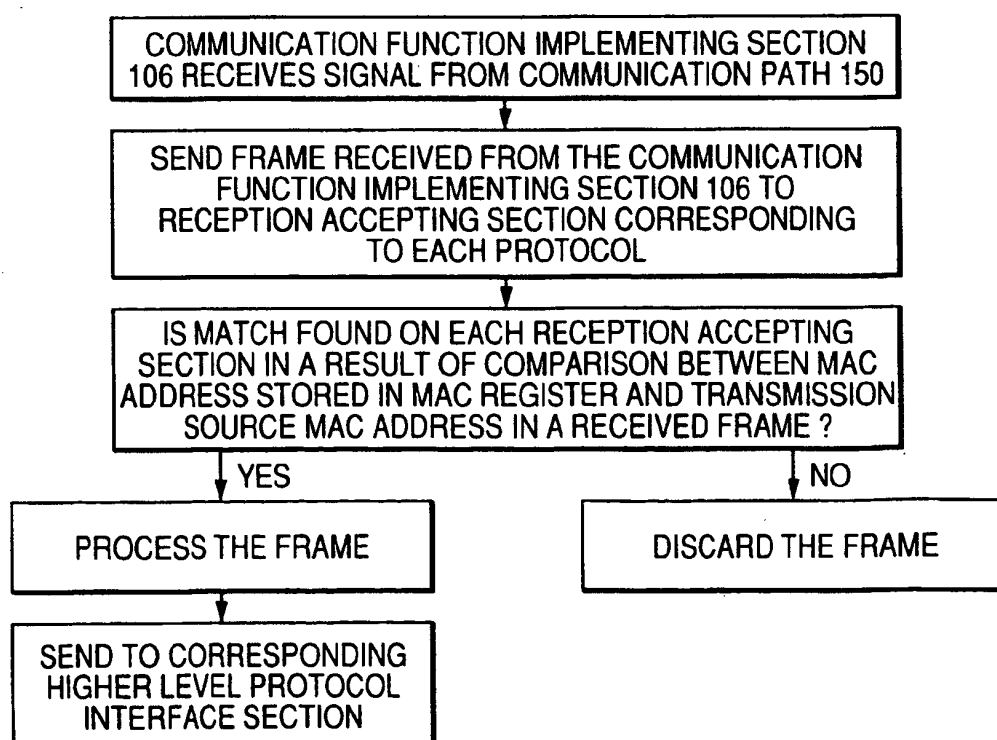 COMMUNICATION FUNCTION IMPLEMENTING SECTION
106 RECEIVES SIGNAL FROM COMMUNICATION PATH 150
SEND FRAME RECEIVED FROM THE COMMUNICATION
FUNCTION IMPLEMENTING SECTION 106 TO
RECEPTION ACCEPTING SECTION CORRESPONDING
TO EACH PROTOCOL
IS MATCH FOUND ON EACH RECEPTION ACCEPTING
SECTION IN A RESULT OF COMPARISON BETWEEN MAC
ADDRESS STORED IN MAC REGISTER AND TRANSMISSION
SOURCE MAC ADDRESS IN A RECEIVED FRAME ?
YES
NO
PROCESS THE FRAME
DISCARD THE FRAME
SEND TO CORRESPONDING
HIGHER LEVEL PROTOCOL
INTERFACE SECTION